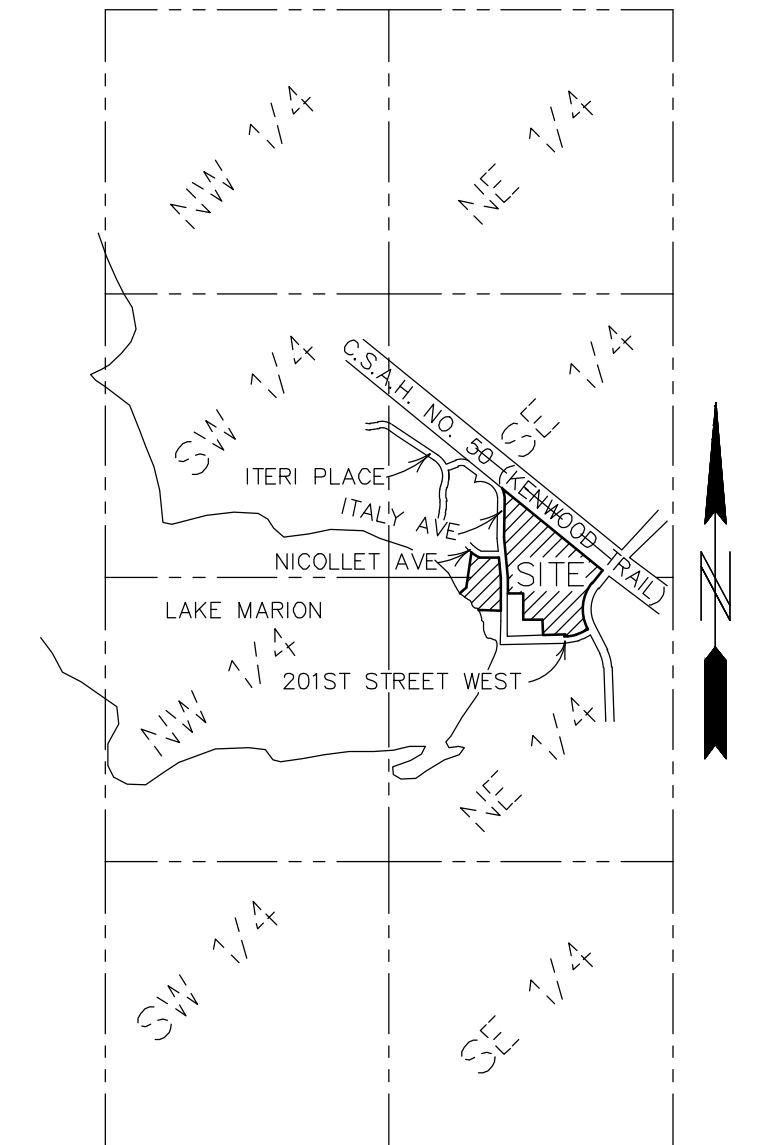 NW 1/4
NE 1/4
SW 1/4
SE 1/4
C.S.A.H. NO. 50 (KENWOOD TRAIL)
ITERI PLACE
ITALY AVE
NICOLLET AVE
SITE
N
LAKE MARION
NW 1/4
201ST STREET WEST
NE 1/4
SW 1/4
SE 1/4